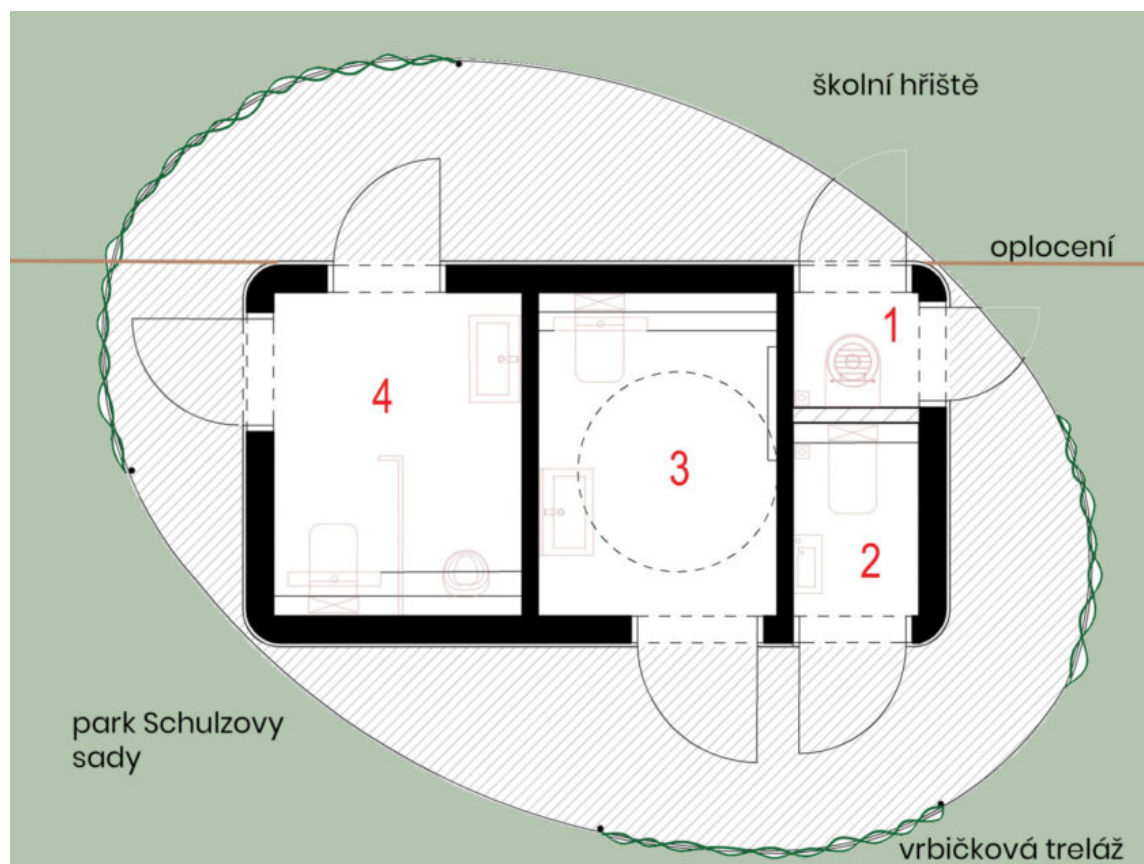 školní hřiště
oplocení
1
4
3
2
park Schulzovy
sady
vrbičková treláž